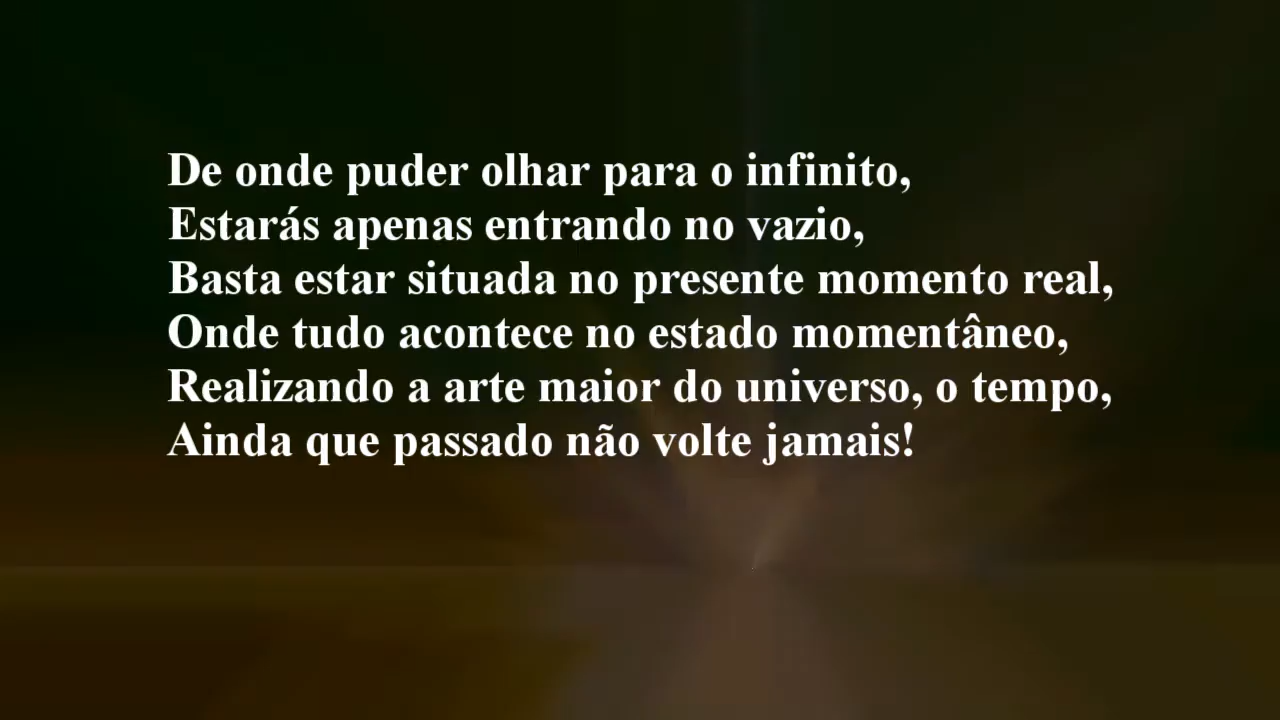 De onde puder olhar para o infinito,
Estarás apenas entrando no vazio,
Basta estar situada no presente momento real,
Onde tudo acontece no estado momentâneo,
Realizando a arte maior do universo, o tempo,
Ainda que passado não volte jamais!